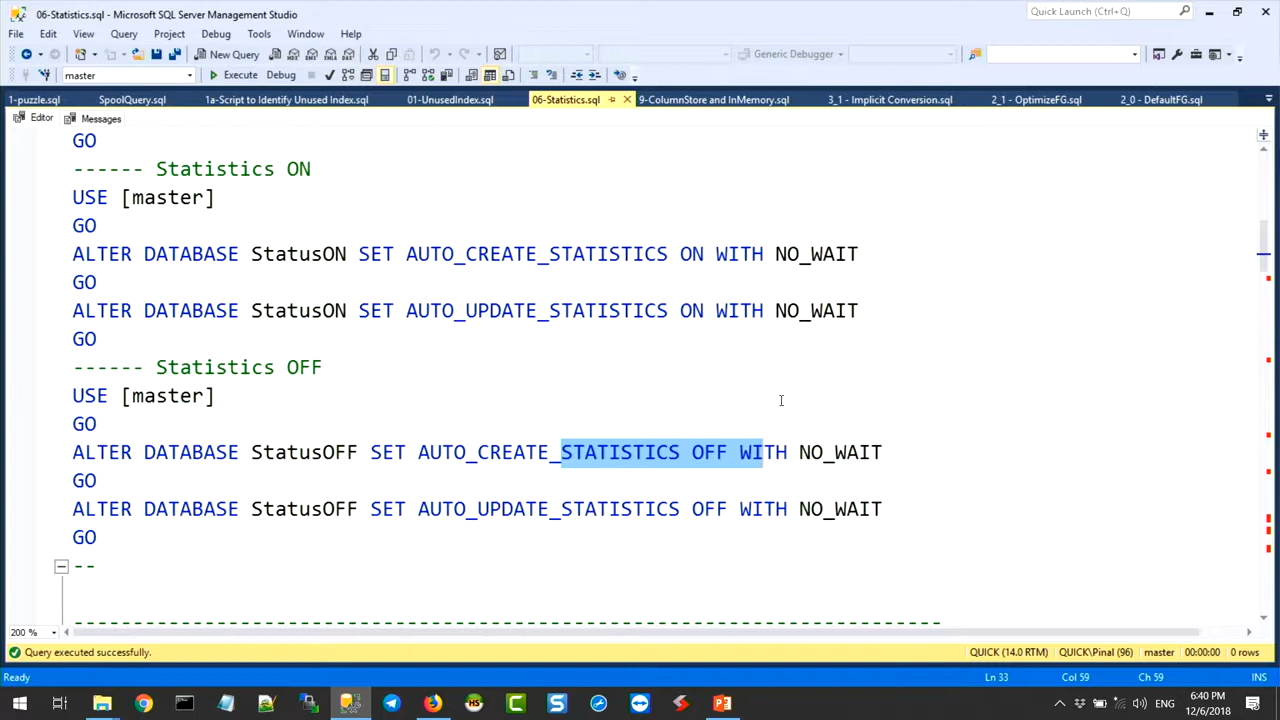 06-Statistics.sql - Microsoft SQL Server Management Studio
Quick Launch (Ctrl+Q)
File Edit View Query Project Debug Tools Window Help
New Query
Generic Debugger
master Execute Debug
1-puzzle.sql SpoolQuery.sql 1a-Script to Identify Unused Index.sql 01-UnusedIndex.sql 06-Statistics.sql 9-ColumnStore and InMemory.sql 3_1 - Implicit Conversion.sql 2_1 - OptimizeFG.sql 2_0 - DefaultFG.sql
Editor Messages
GO
------ Statistics ON
USE [master]
GO
ALTER DATABASE StatusON SET AUTO_CREATE_STATISTICS ON WITH NO_WAIT
GO
ALTER DATABASE StatusON SET AUTO_UPDATE_STATISTICS ON WITH NO_WAIT
GO
------ Statistics OFF
USE [master]
GO
ALTER DATABASE StatusOFF SET AUTO_CREATE_STATISTICS OFF WITH NO_WAIT
GO
ALTER DATABASE StatusOFF SET AUTO_UPDATE_STATISTICS OFF WITH NO_WAIT
GO
--
--------------------------------------------------------------------------
200 %
Query executed successfully. QUICK (14.0 RTM) QUICK\Pinal (96) master 00:00:00 0 rows
Ready Ln 33 Col 59 Ch 59 INS
ENG 6:40 PM
12/6/2018